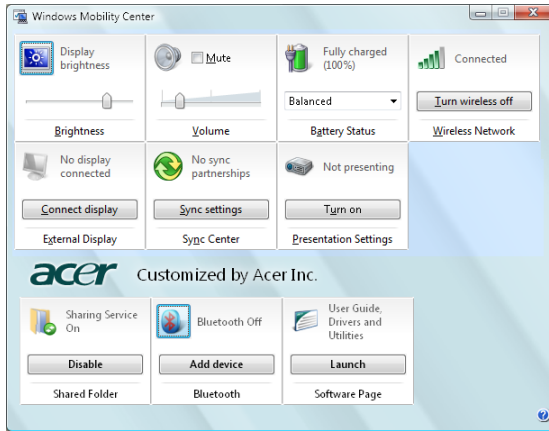 Windows Mobility Center
Display
brightness
Brightness
Mute
Volume
Fully charged
(100%)
Balanced
Battery Status
Connected
Turn wireless off
Wireless Network
No display
connected
Connect display
External Display
No sync
partnerships
Sync settings
Sync Center
Not presenting
Turn on
Presentation Settings
acer Customized by Acer Inc.
Sharing Service
On
Disable
Shared Folder
Bluetooth Off
Add device
Bluetooth
User Guide,
Drivers and
Utilities
Launch
Software Page